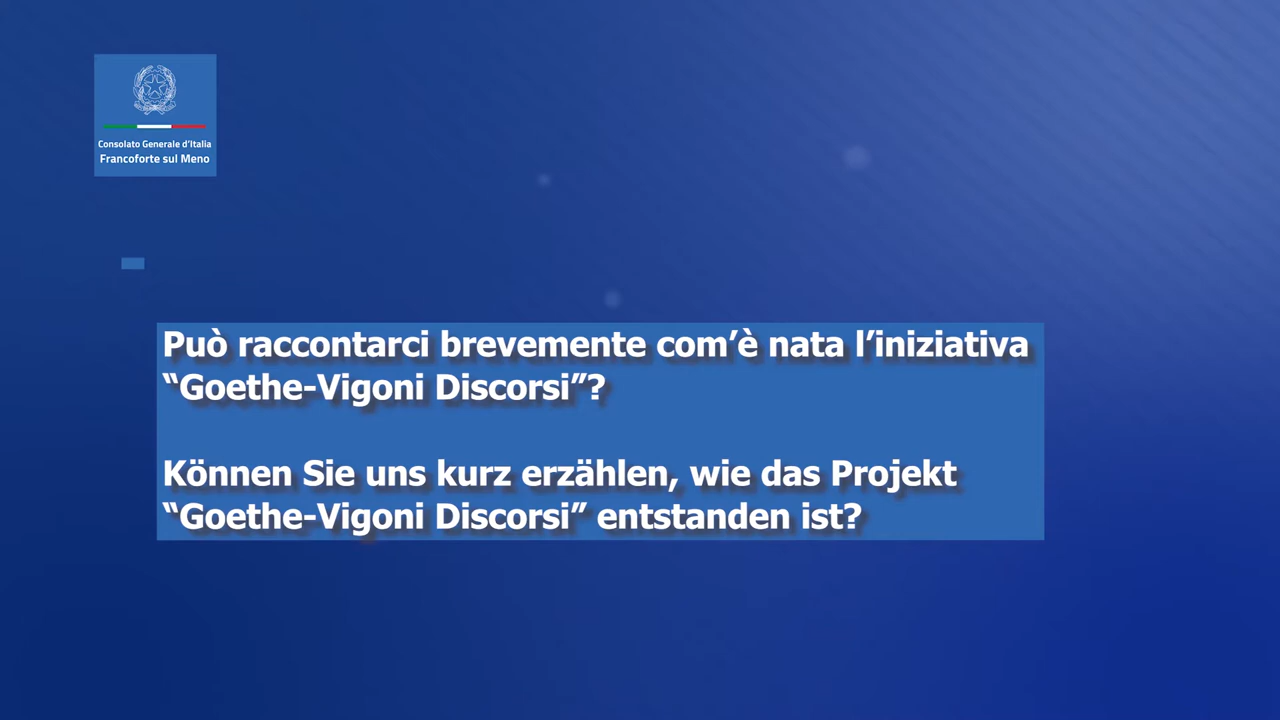 Consolato Generale d'Italia
Francoforte sul Meno
Può raccontarci brevemente com’è nata l’iniziativa
“Goethe-Vigoni Discorsi”?
Können Sie uns kurz erzählen, wie das Projekt
“Goethe-Vigoni Discorsi” entstanden ist?